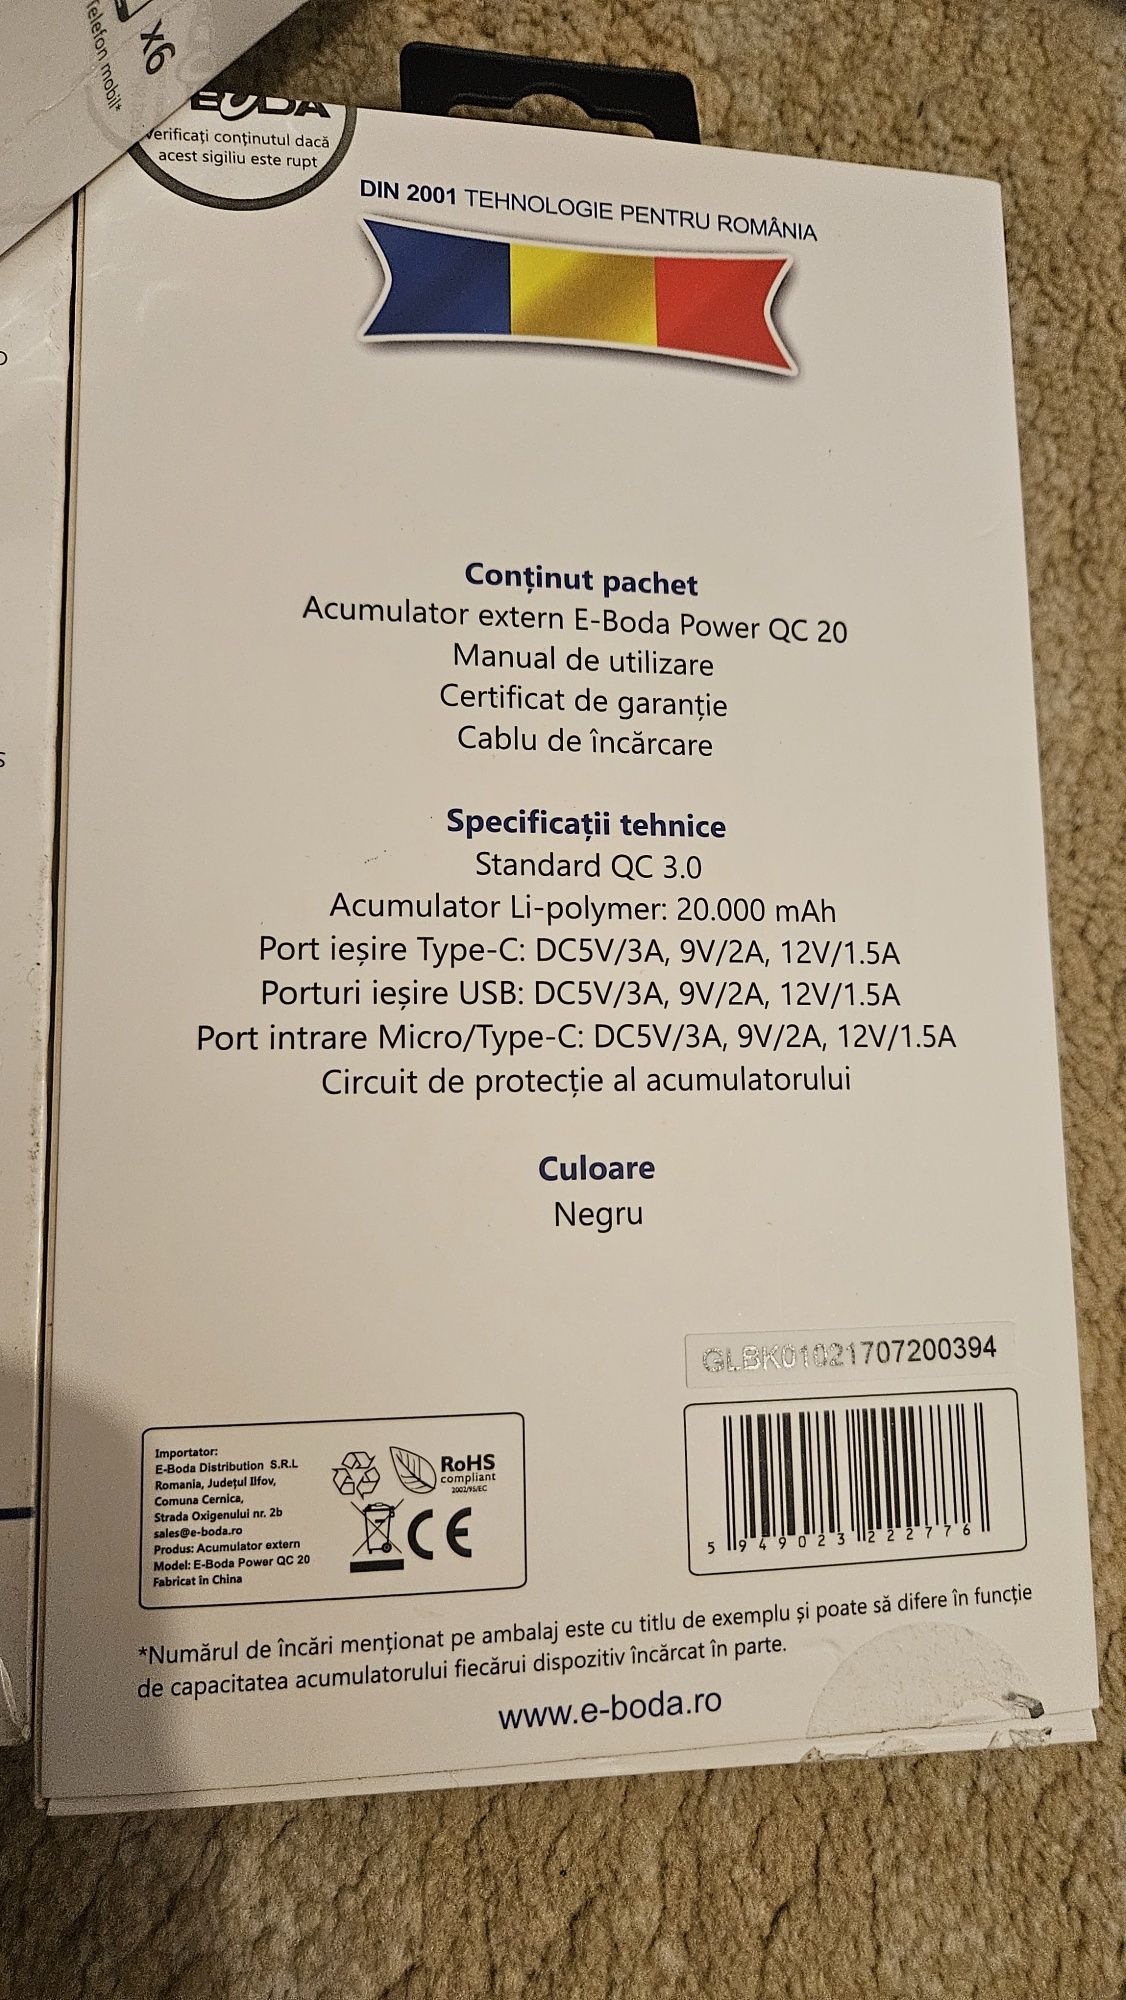 Telefon mobil*
x6
E-BODA
Verificați conținutul dacă
acest sigiliu este rupt
DIN 2001 TEHNOLOGIE PENTRU ROMÂNIA
Conținut pachet
Acumulator extern E-Boda Power QC 20
Manual de utilizare
Certificat de garanție
Cablu de încărcare
Specificații tehnice
Standard QC 3.0
Acumulator Li-polymer: 20.000 mAh
Port ieșire Type-C: DC5V/3A, 9V/2A, 12V/1.5A
Porturi ieșire USB: DC5V/3A, 9V/2A, 12V/1.5A
Port intrare Micro/Type-C: DC5V/3A, 9V/2A, 12V/1.5A
Circuit de protecție al acumulatorului
Culoare
Negru
GLBK01021707200394
Importator:
E-Boda Distribution S.R.L
Romania, Județul Ilfov,
Comuna Cernica,
Strada Oxigenului nr. 2b
sales@e-boda.ro
Produs: Acumulator extern
Model: E-Boda Power QC 20
Fabricat în China
RoHS
compliant
2002/95/EC
CE
5 949023 222776
*Numărul de încări menționat pe ambalaj este cu titlu de exemplu și poate să difere în funcție
de capacitatea acumulatorului fiecărui dispozitiv încărcat în parte.
www.e-boda.ro